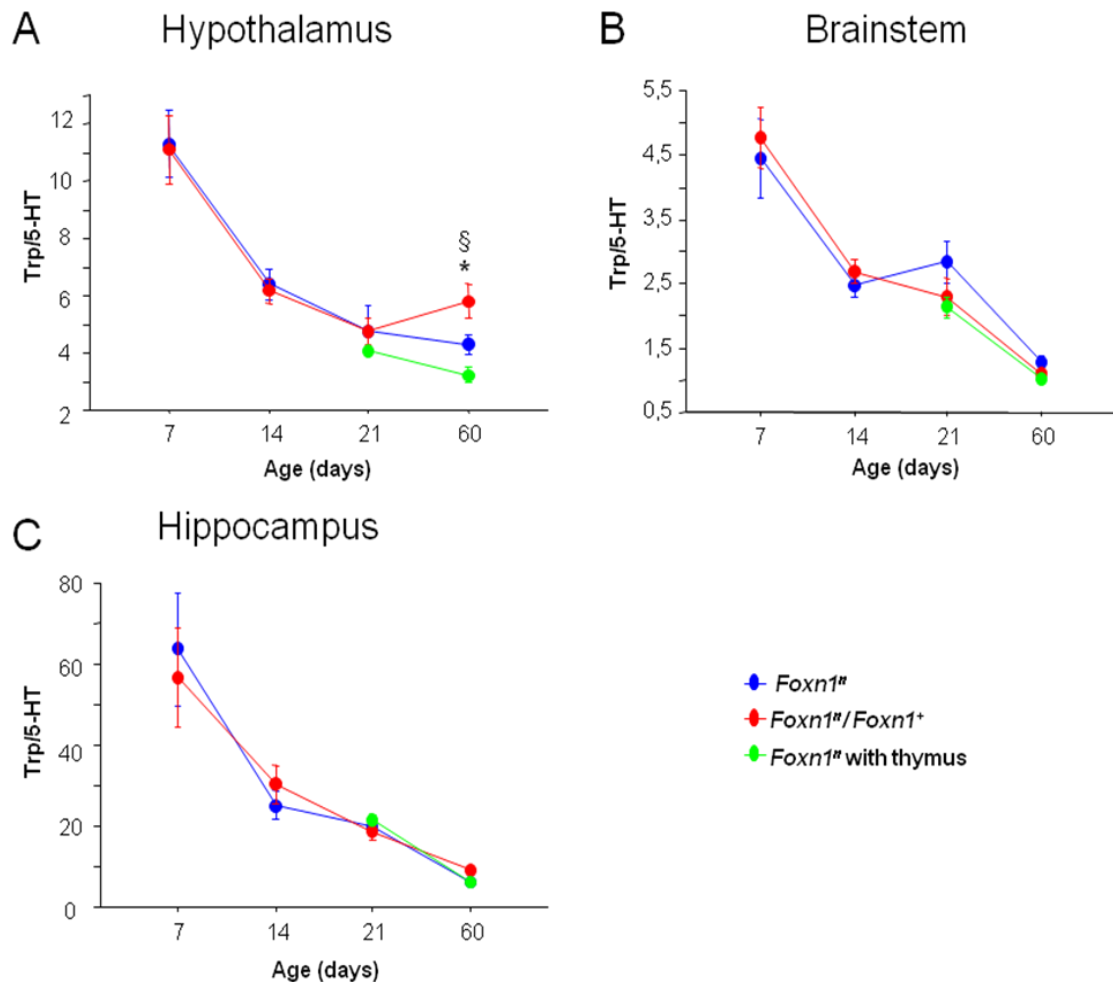 A Hypothalamus
Trp/5-HT
12
10
8
6
4
2
§
*
7 14 21 60
Age (days)
B Brainstem
Trp/5-HT
5,5
4,5
3,5
2,5
1,5
0,5
7 14 21 60
Age (days)
C Hippocampus
Trp/5-HT
80
60
40
20
0
7 14 21 60
Age (days)
Foxn1ⁿ
Foxn1ⁿ/Foxn1⁺
Foxn1ⁿ with thymus